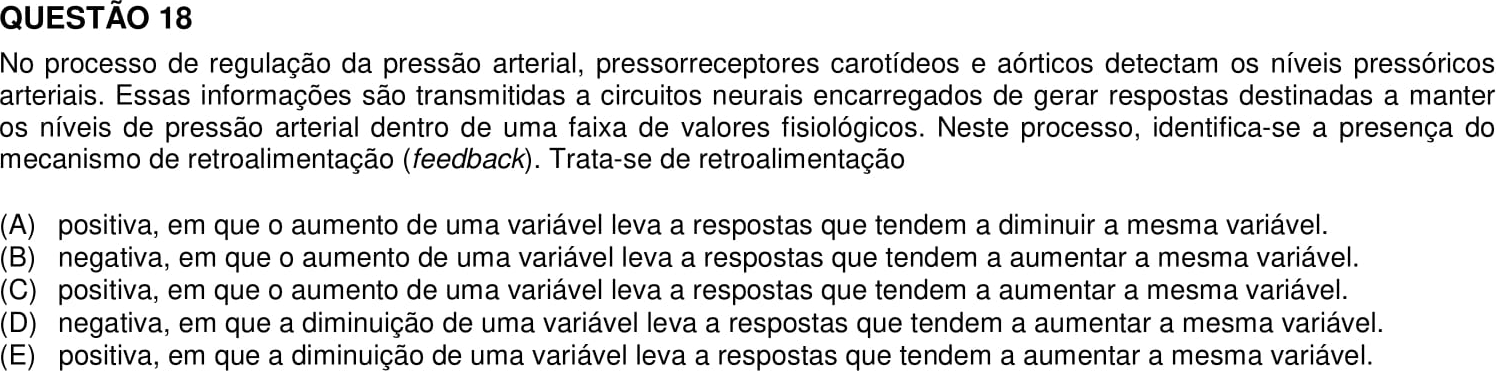 QUESTÃO 18
No processo de regulação da pressão arterial, pressorreceptores carotídeos e aórticos detectam os níveis pressóricos
arteriais. Essas informações são transmitidas a circuitos neurais encarregados de gerar respostas destinadas a manter
os níveis de pressão arterial dentro de uma faixa de valores fisiológicos. Neste processo, identifica-se a presença do
mecanismo de retroalimentação (feedback). Trata-se de retroalimentação
(A) positiva, em que o aumento de uma variável leva a respostas que tendem a diminuir a mesma variável.
(B) negativa, em que o aumento de uma variável leva a respostas que tendem a aumentar a mesma variável.
(C) positiva, em que o aumento de uma variável leva a respostas que tendem a aumentar a mesma variável.
(D) negativa, em que a diminuição de uma variável leva a respostas que tendem a aumentar a mesma variável.
(E) positiva, em que a diminuição de uma variável leva a respostas que tendem a aumentar a mesma variável.